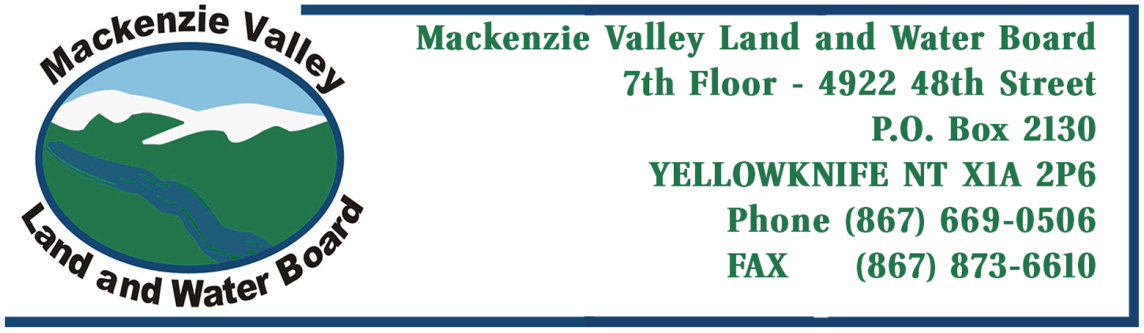 Mackenzie Valley
Land and Water Board
Mackenzie Valley Land and Water Board
7th Floor - 4922 48th Street
P.O. Box 2130
YELLOWKNIFE NT X1A 2P6
Phone (867) 669-0506
FAX (867) 873-6610